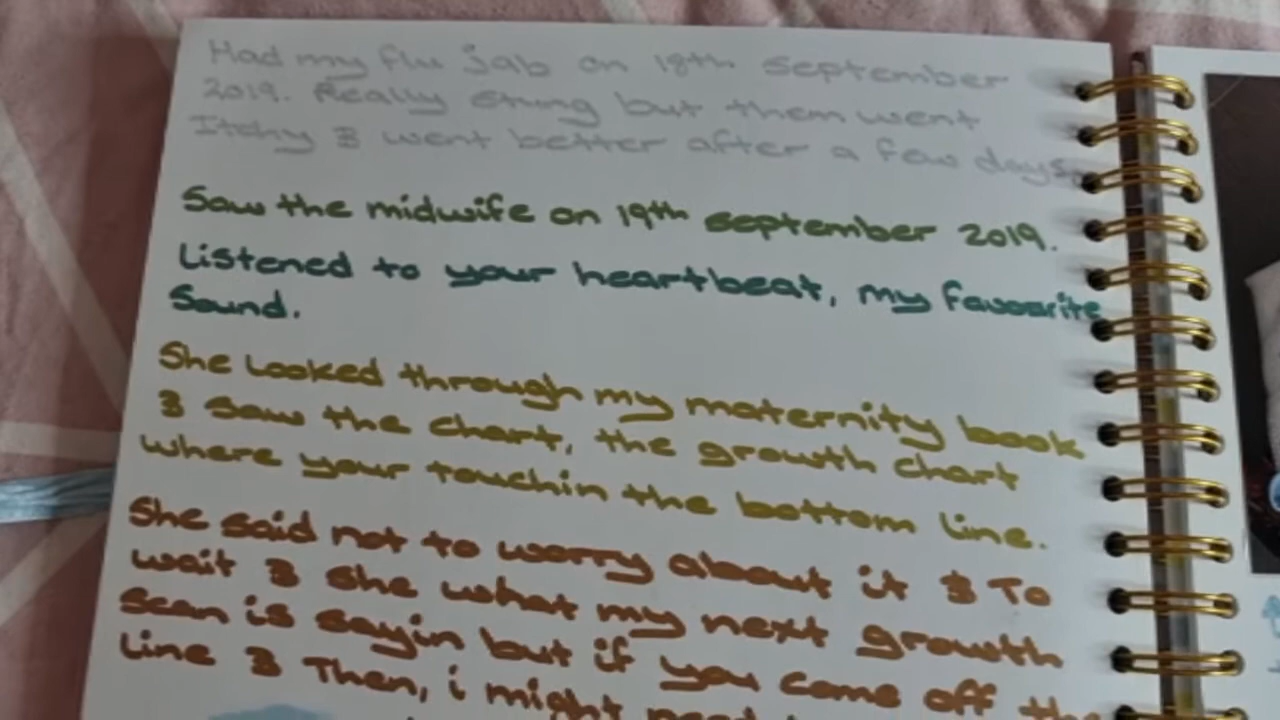 Had my flu jab on 18th September
2019. Really stung but them went
Itchy & went better after a few days
Saw the midwife on 19th september 2019.
Listened to your heartbeat, my favourite
Sound.
She looked through my maternity book
& saw the chart, the growth chart
where your touchin the bottom line.
She said not to worry about it & To
wait & she what my next growth
scan is sayin but if you come off the
line & Then, i might need